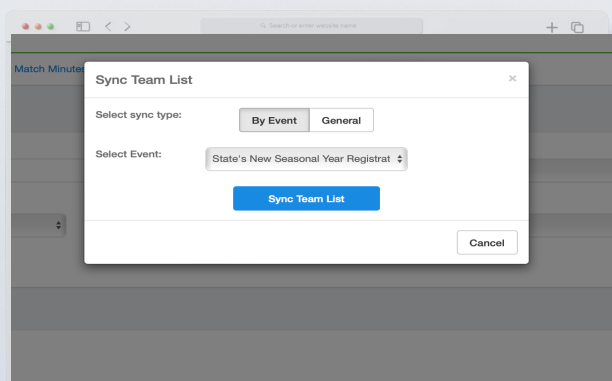 Search or enter website name
Match Minutes
Sync Team List
×
Select sync type:
By Event
General
Select Event:
State's New Seasonal Year Registrat
Sync Team List
Cancel